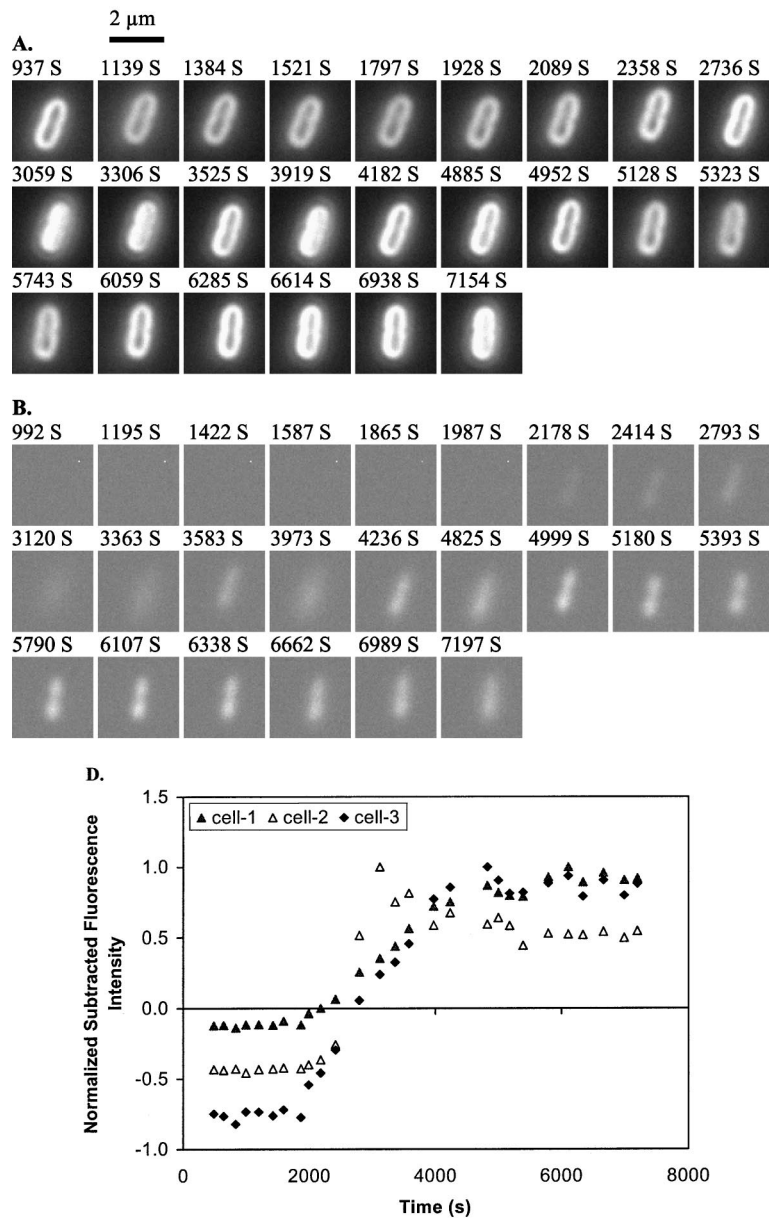 2 µm
A.
937 S 1139 S 1384 S 1521 S 1797 S 1928 S 2089 S 2358 S 2736 S
3059 S 3306 S 3525 S 3919 S 4182 S 4885 S 4952 S 5128 S 5323 S
5743 S 6059 S 6285 S 6614 S 6938 S 7154 S
B.
992 S 1195 S 1422 S 1587 S 1865 S 1987 S 2178 S 2414 S 2793 S
3120 S 3363 S 3583 S 3973 S 4236 S 4825 S 4999 S 5180 S 5393 S
5790 S 6107 S 6338 S 6662 S 6989 S 7197 S
D.
Normalized Subtracted Fluorescence
Intensity
1.5
1.0
0.5
0.0
-0.5
-1.0
cell-1 cell-2 cell-3
0 2000 4000 6000 8000
Time (s)